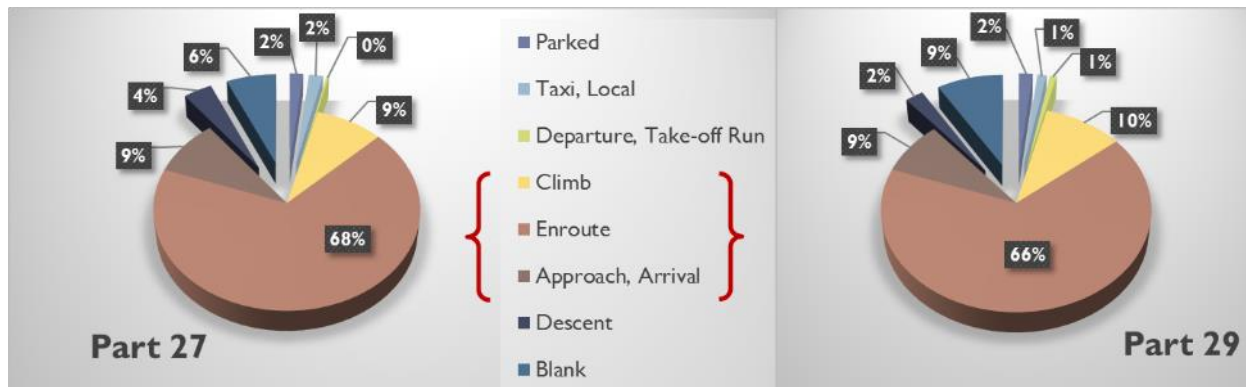 2%
2%
0%
6%
4%
9%
9%
68%
Part 27
Parked
Taxi, Local
Departure, Take-off Run
Climb
Enroute
Approach, Arrival
Descent
Blank
2%
1%
1%
9%
2%
10%
9%
66%
Part 29